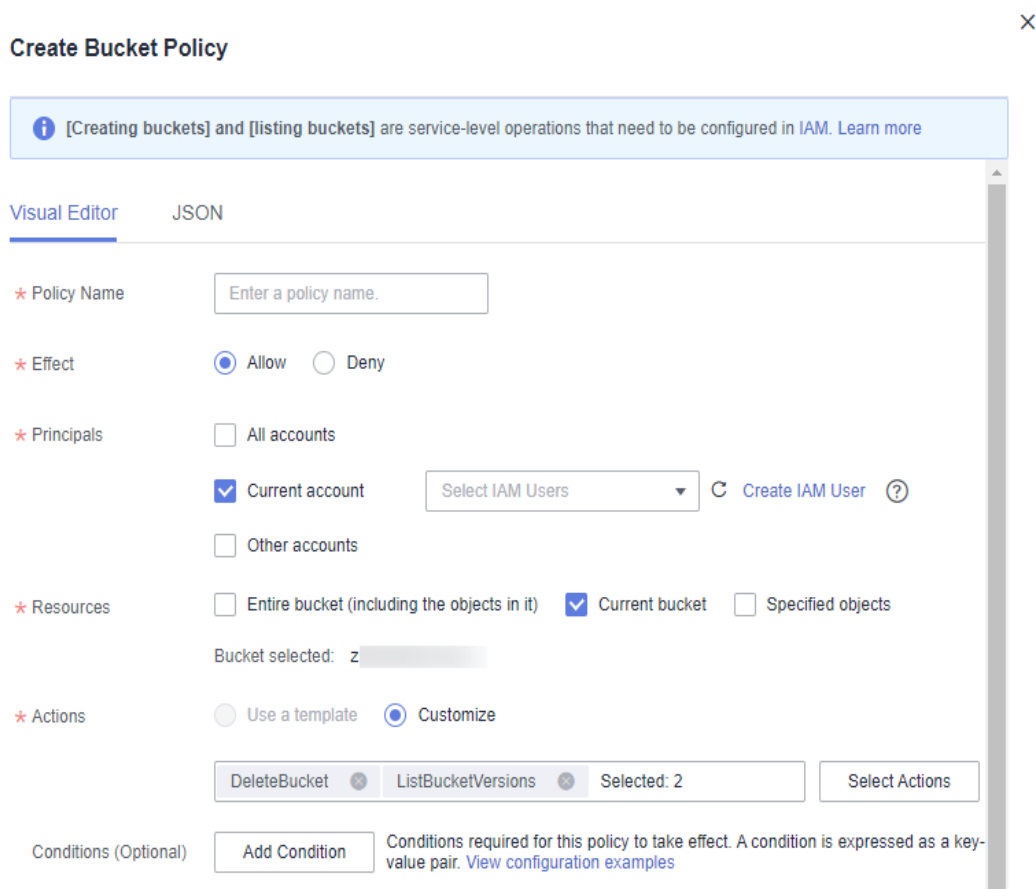 Create Bucket Policy
[Creating buckets] and [listing buckets] are service-level operations that need to be configured in IAM. Learn more
Visual Editor JSON
* Policy Name Enter a policy name.
* Effect Allow Deny
* Principals All accounts
Current account Select IAM Users Create IAM User
Other accounts
* Resources Entire bucket (including the objects in it) Current bucket Specified objects
Bucket selected: z
* Actions Use a template Customize
DeleteBucket ListBucketVersions Selected: 2 Select Actions
Conditions (Optional) Add Condition Conditions required for this policy to take effect. A condition is expressed as a key-
value pair. View configuration examples